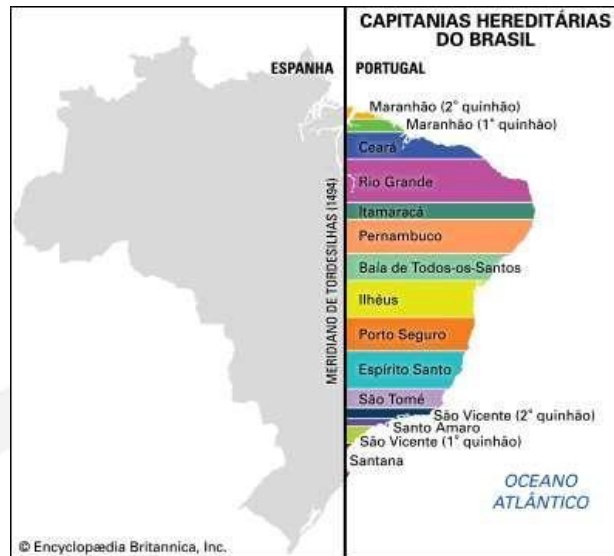 CAPITANIAS HEREDITÁRIAS
DO BRASIL
ESPANHA
PORTUGAL
Maranhão (2° quinhão)
Maranhão (1° quinhão)
Ceará
Rio Grande
Itamaracá
Pernambuco
Baía de Todos-os-Santos
Ilhéus
Porto Seguro
Espírito Santo
São Tomé
São Vicente (2° quinhão)
Santo Amaro
São Vicente (1° quinhão)
Santana
MERIDIANO DE TORDESILHAS (1494)
OCEANO
ATLÂNTICO
© Encyclopædia Britannica, Inc.